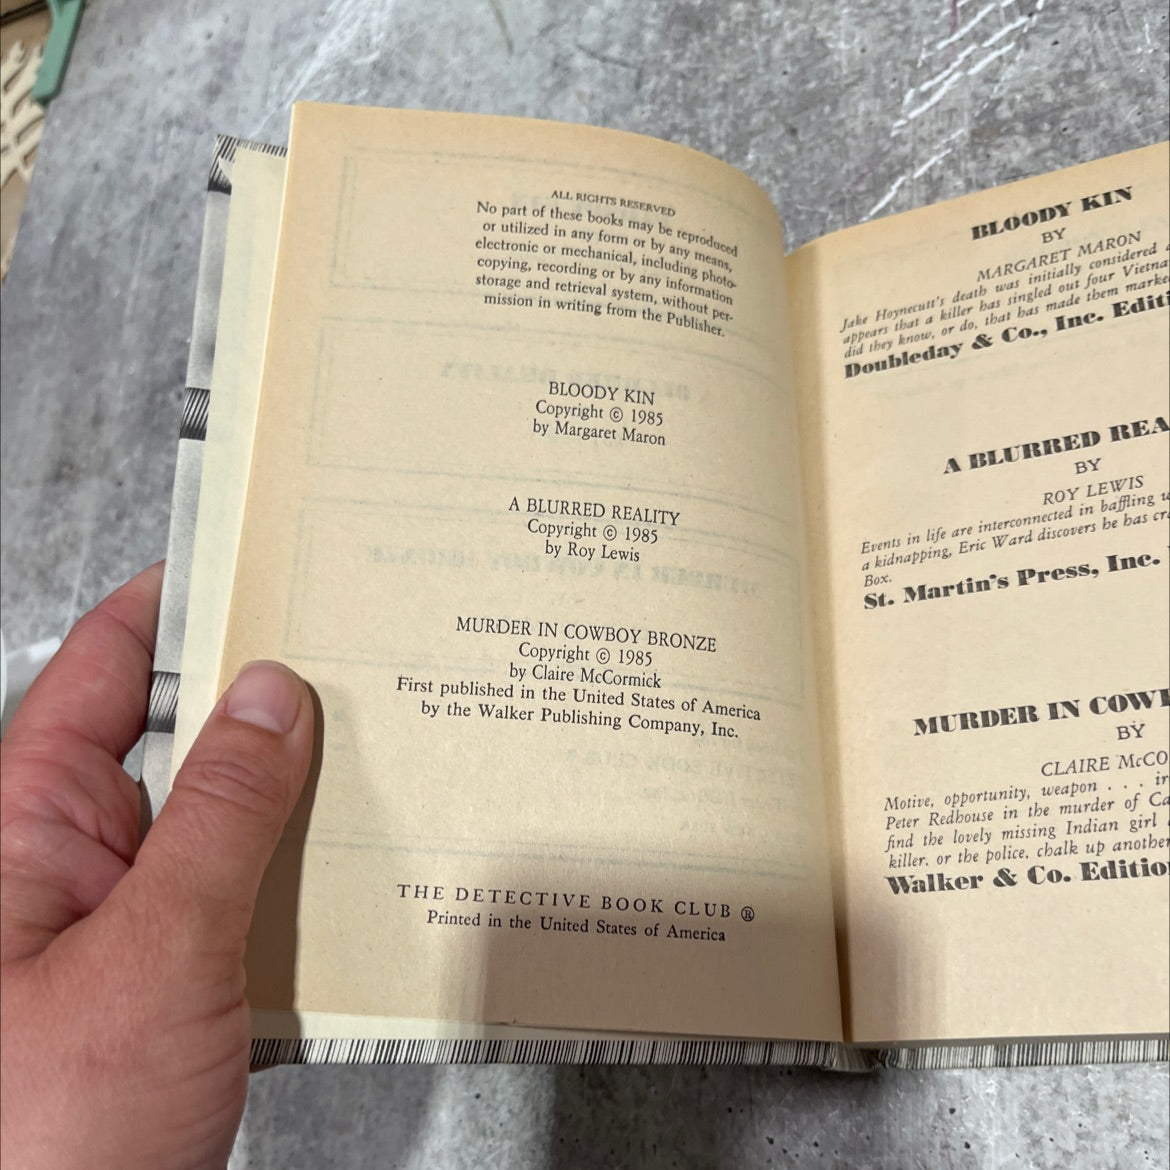 ALL RIGHTS RESERVED
No part of these books may be reproduced
or utilized in any form or by any means,
electronic or mechanical, including photo-
copying, recording or by any information
storage and retrieval system, without per-
mission in writing from the Publisher.
BLOODY KIN
Copyright © 1985
by Margaret Maron
A BLURRED REALITY
Copyright © 1985
by Roy Lewis
MURDER IN COWBOY BRONZE
Copyright © 1985
by Claire McCormick
First published in the United States of America
by the Walker Publishing Company, Inc.
THE DETECTIVE BOOK CLUB ®
Printed in the United States of America
BLOODY KIN
BY
MARGARET MARON
Jake Hoynecutt's death was initially considered
appears that a killer has singled out four Vietna
did they know, or do, that has made them marke
Doubleday & Co., Inc. Editi
A BLURRED REA
BY
ROY LEWIS
Events in life are interconnected in baffling
a kidnapping, Eric Ward discovers he has cr
Box.
St. Martin's Press, Inc.
MURDER IN COW
BY
CLAIRE McCO
Motive, opportunity, weapon . . . ir
Peter Redhouse in the murder of Ca
find the lovely missing Indian girl
killer, or the police, chalk up another
Walker & Co. Editio